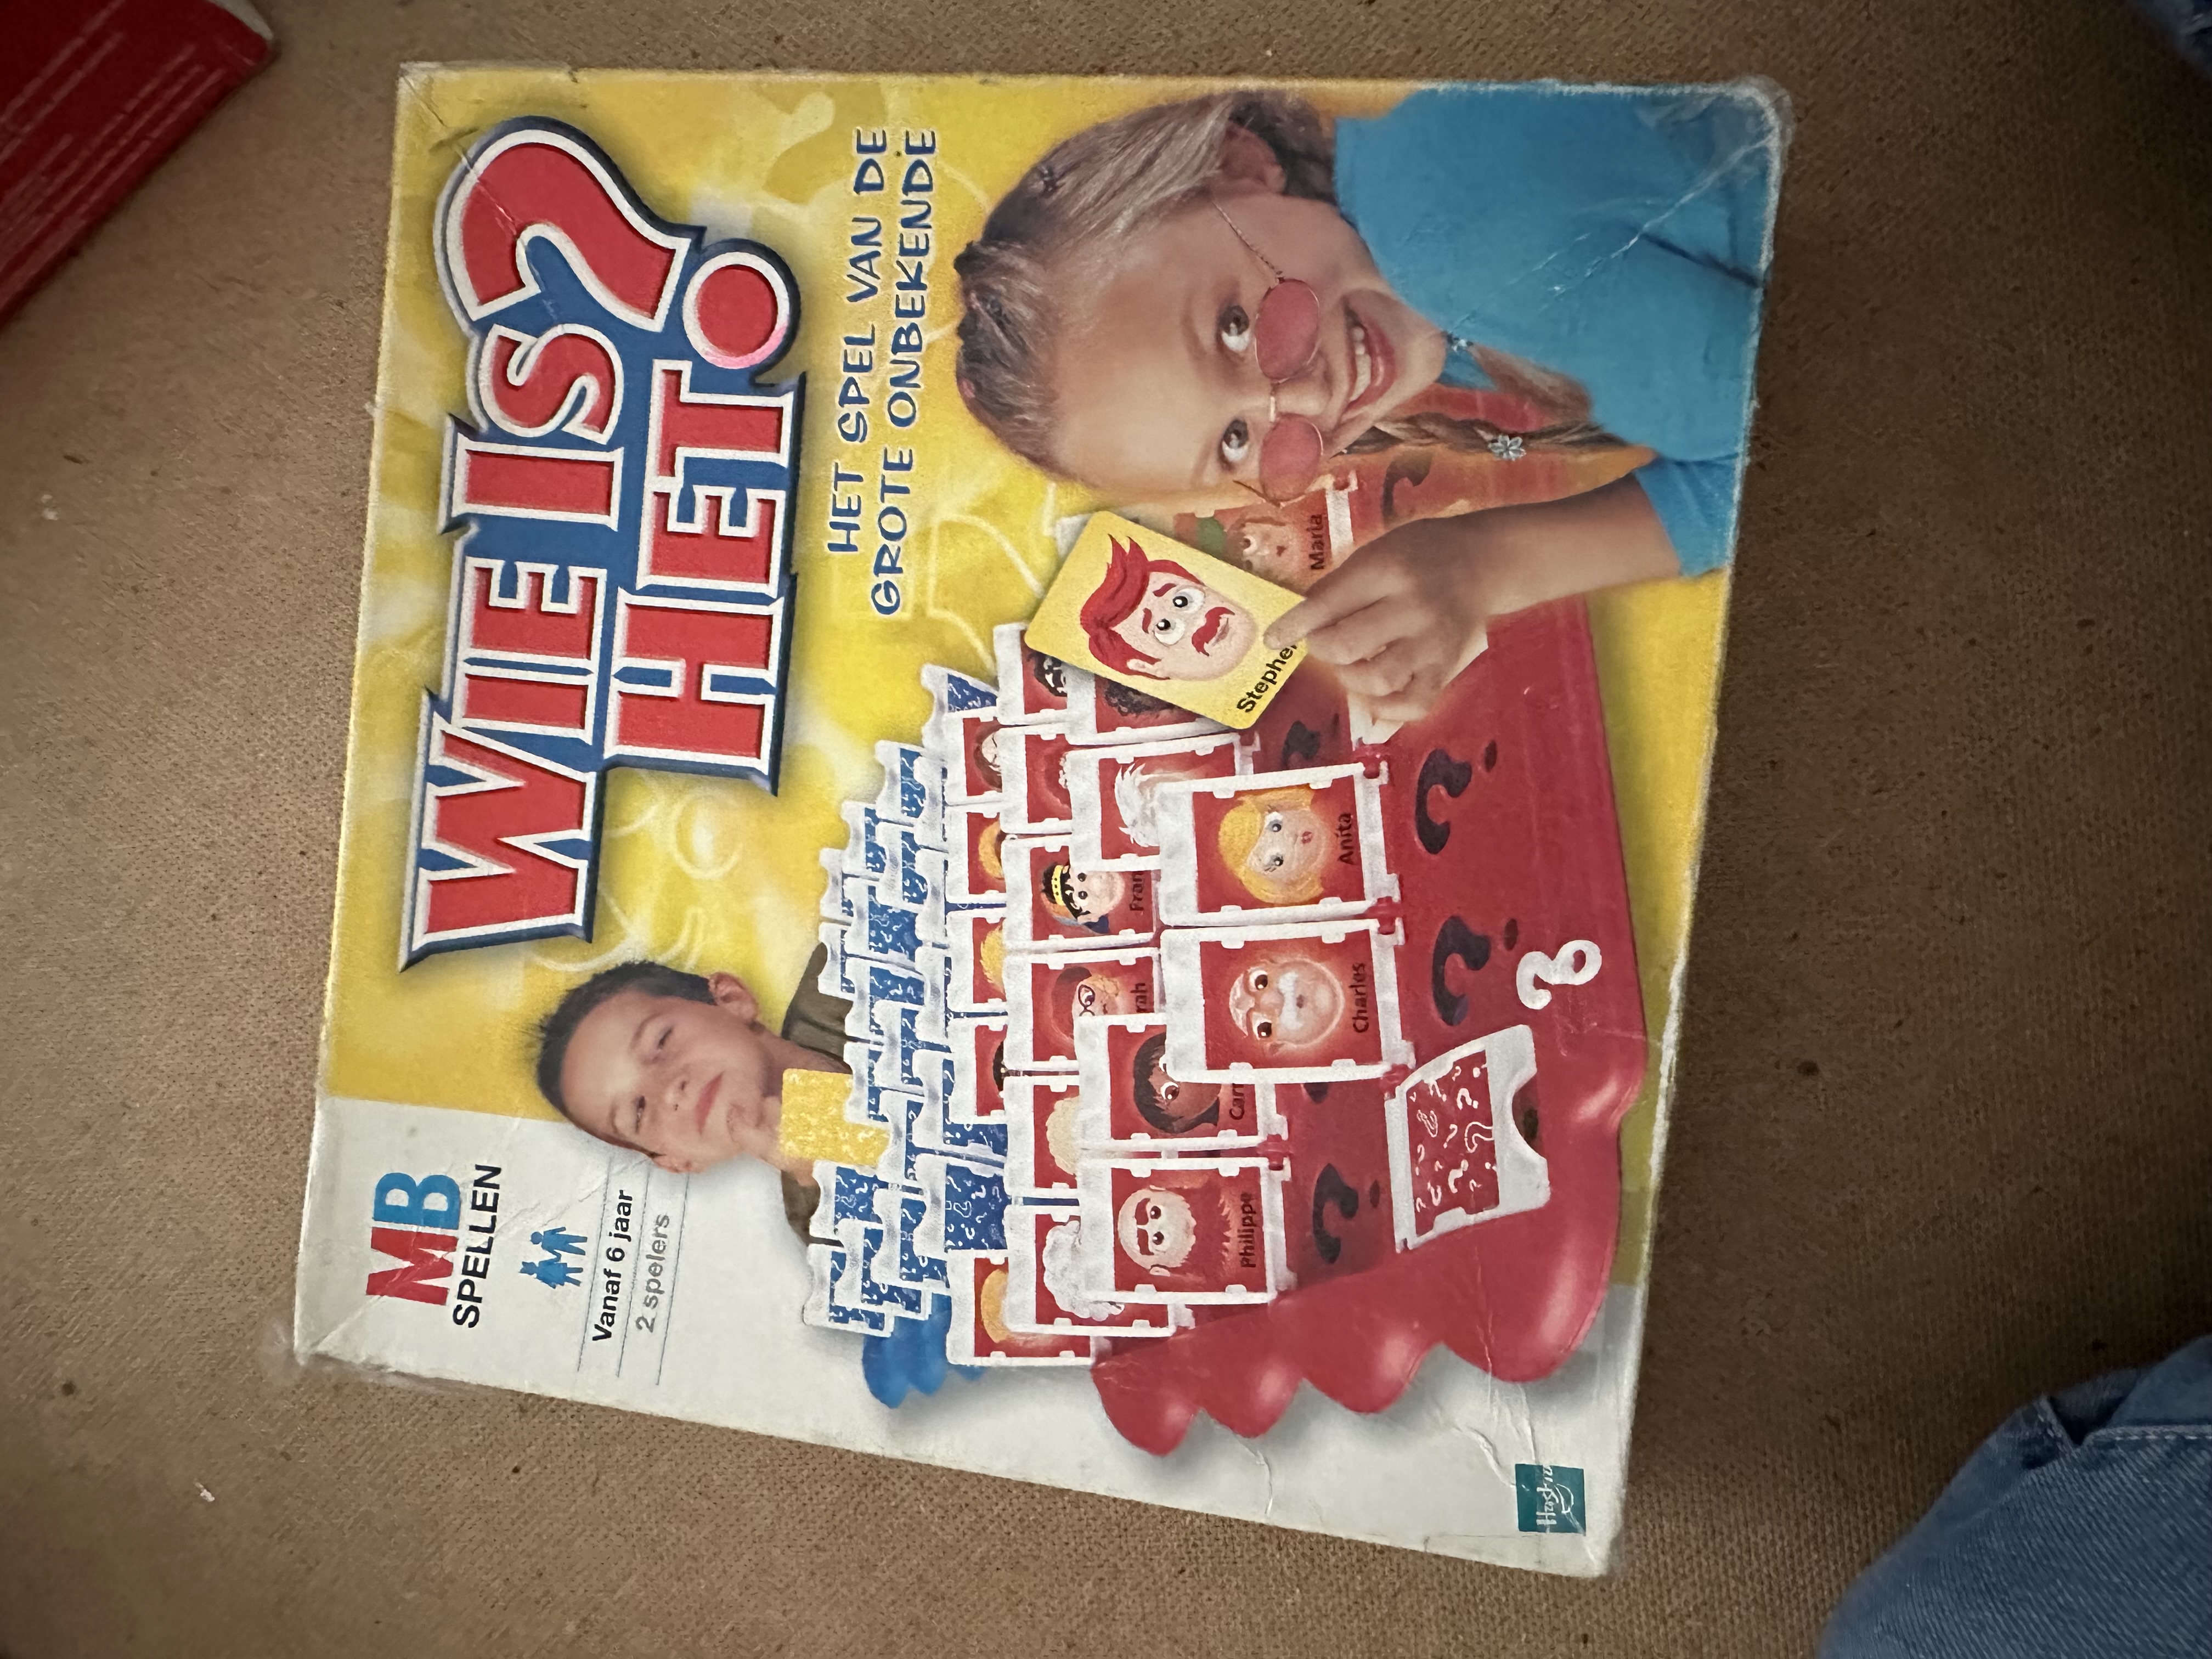 WIE IS
HET?
HET SPEL VAN DE
GROTE ONBEKENDE
MB
SPELLEN
Vanaf 6 jaar
2 spelers
Maria
Anita
Charles
Philippe
Hasbro